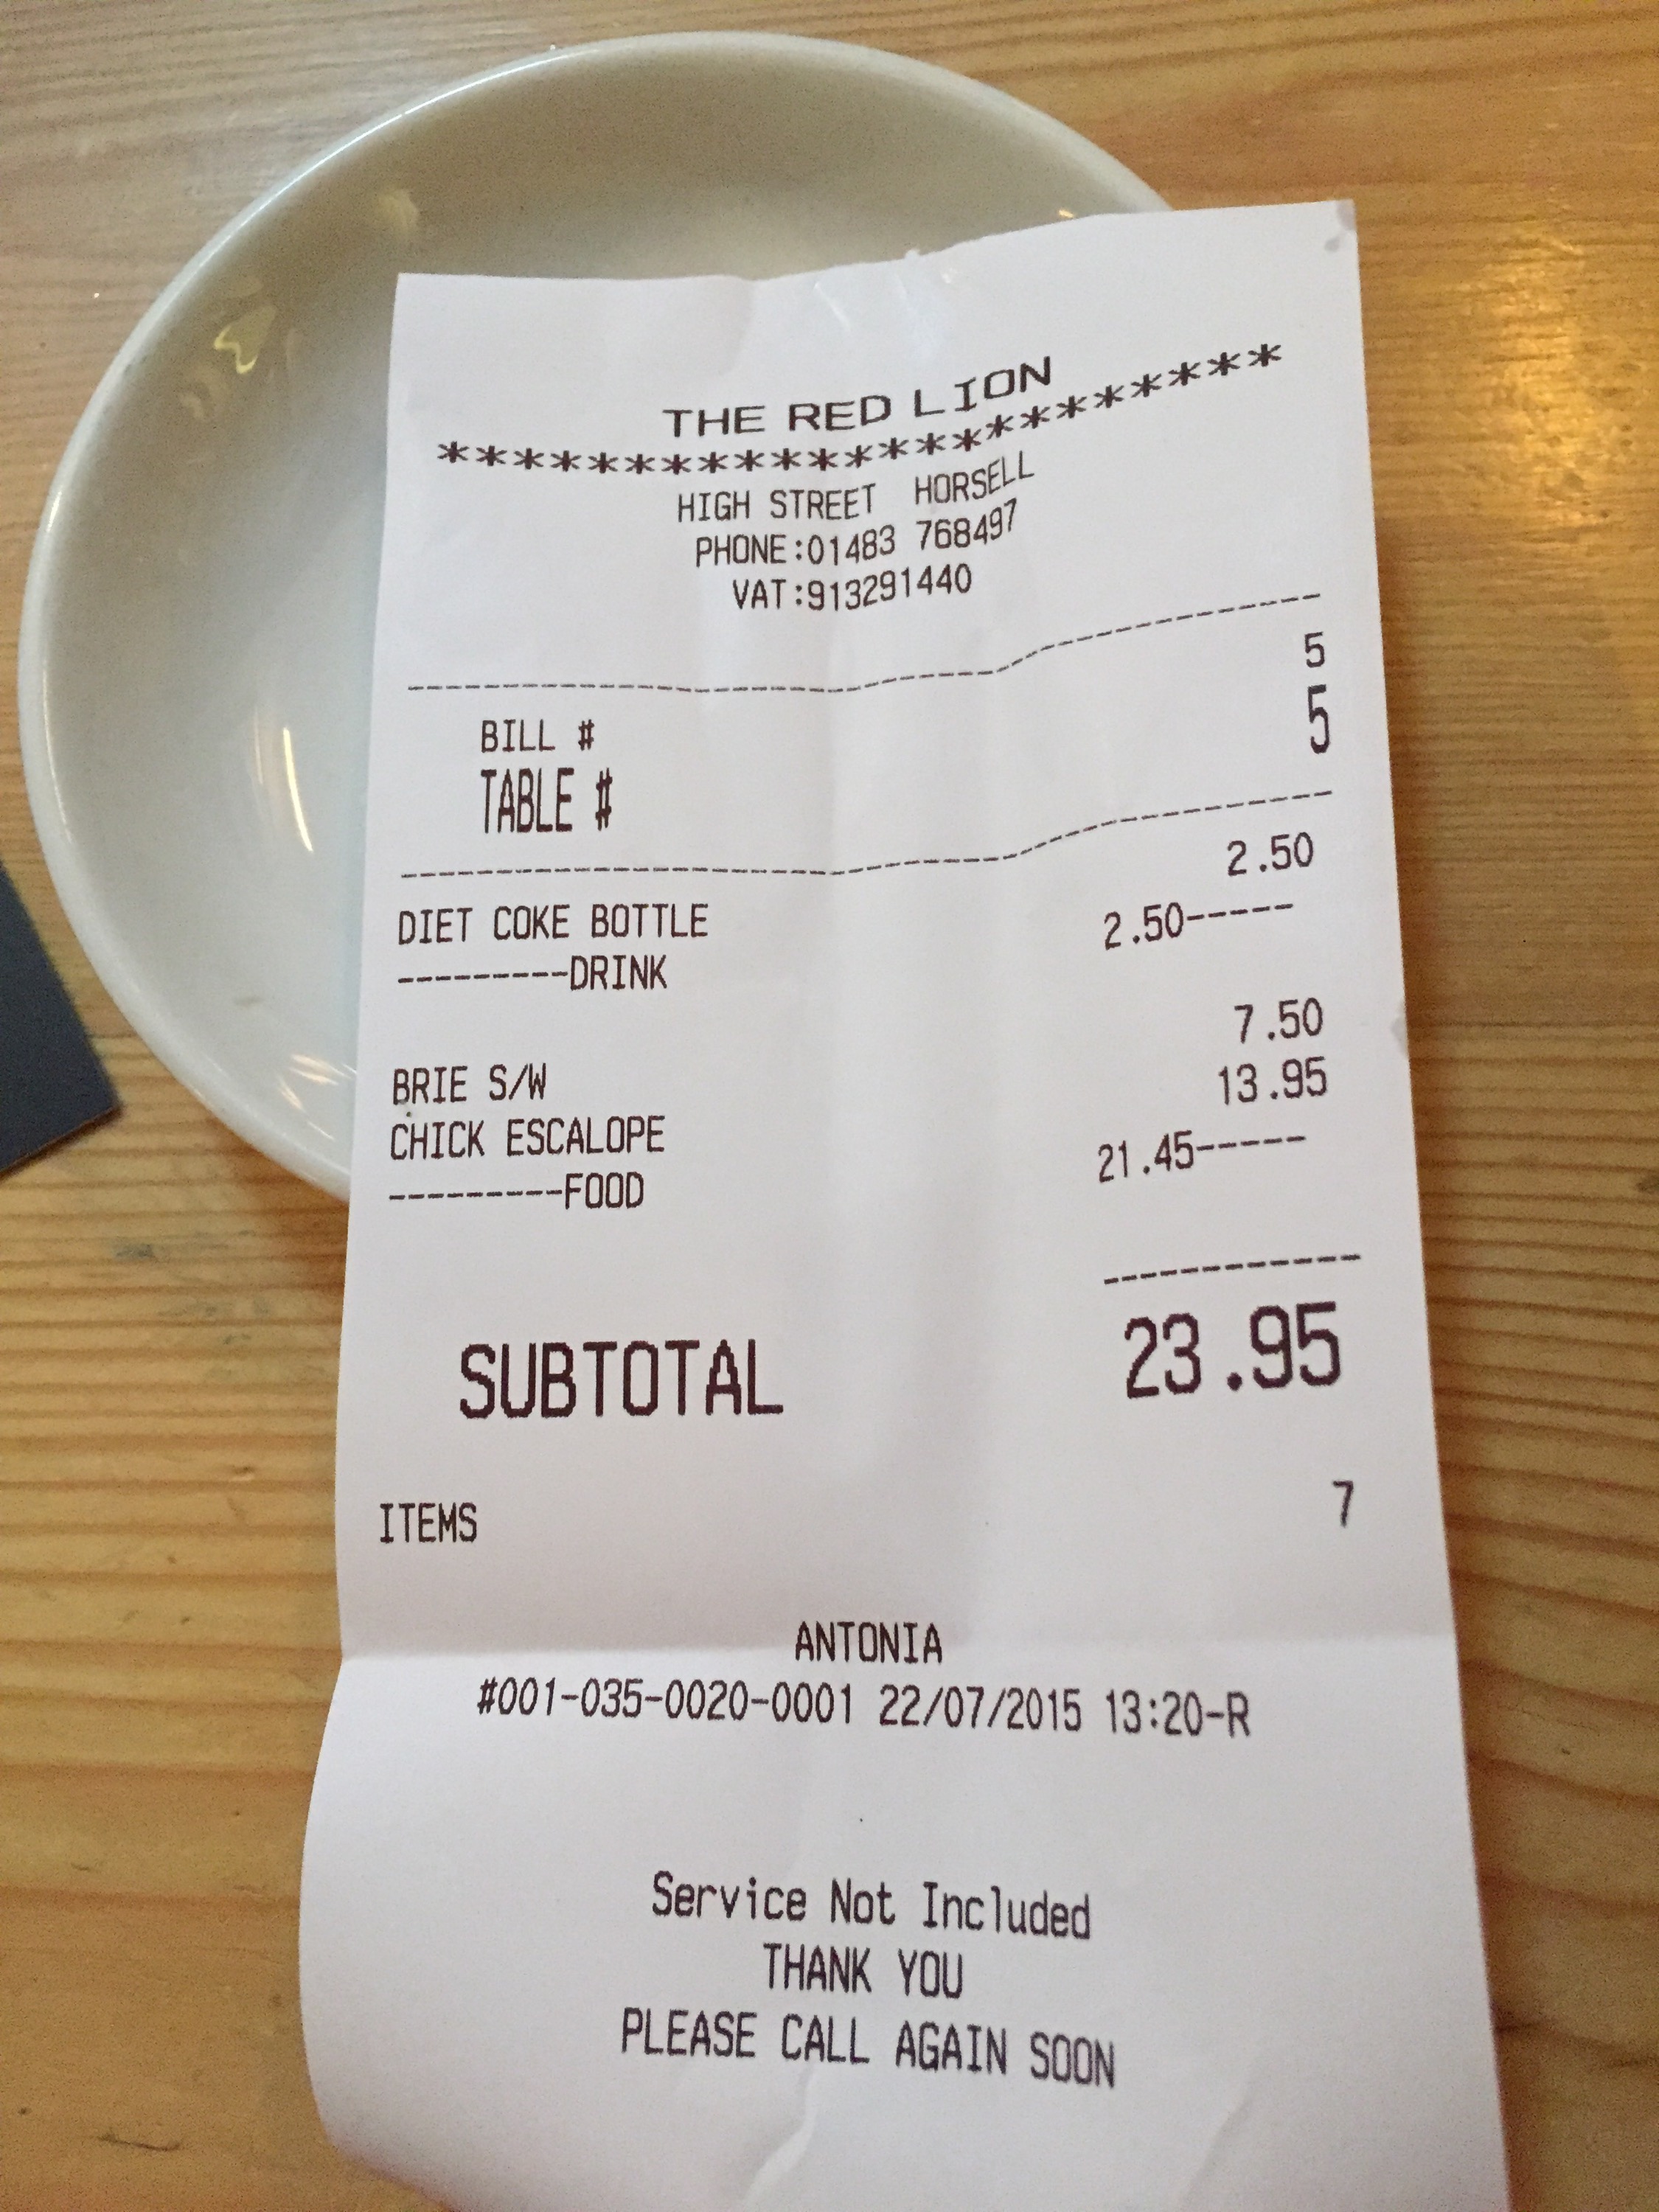 THE RED LION
***********************
HIGH STREET HORSELL
PHONE:01483 768497
VAT:913291440
BILL # 5
TABLE # 5
DIET COKE BOTTLE 2.50
---------DRINK 2.50-----
BRIE S/W 7.50
CHICK ESCALOPE 13.95
---------FOOD 21.45-----
SUBTOTAL 23.95
ITEMS 7
ANTONIA
#001-035-0020-0001 22/07/2015 13:20-R
Service Not Included
THANK YOU
PLEASE CALL AGAIN SOON